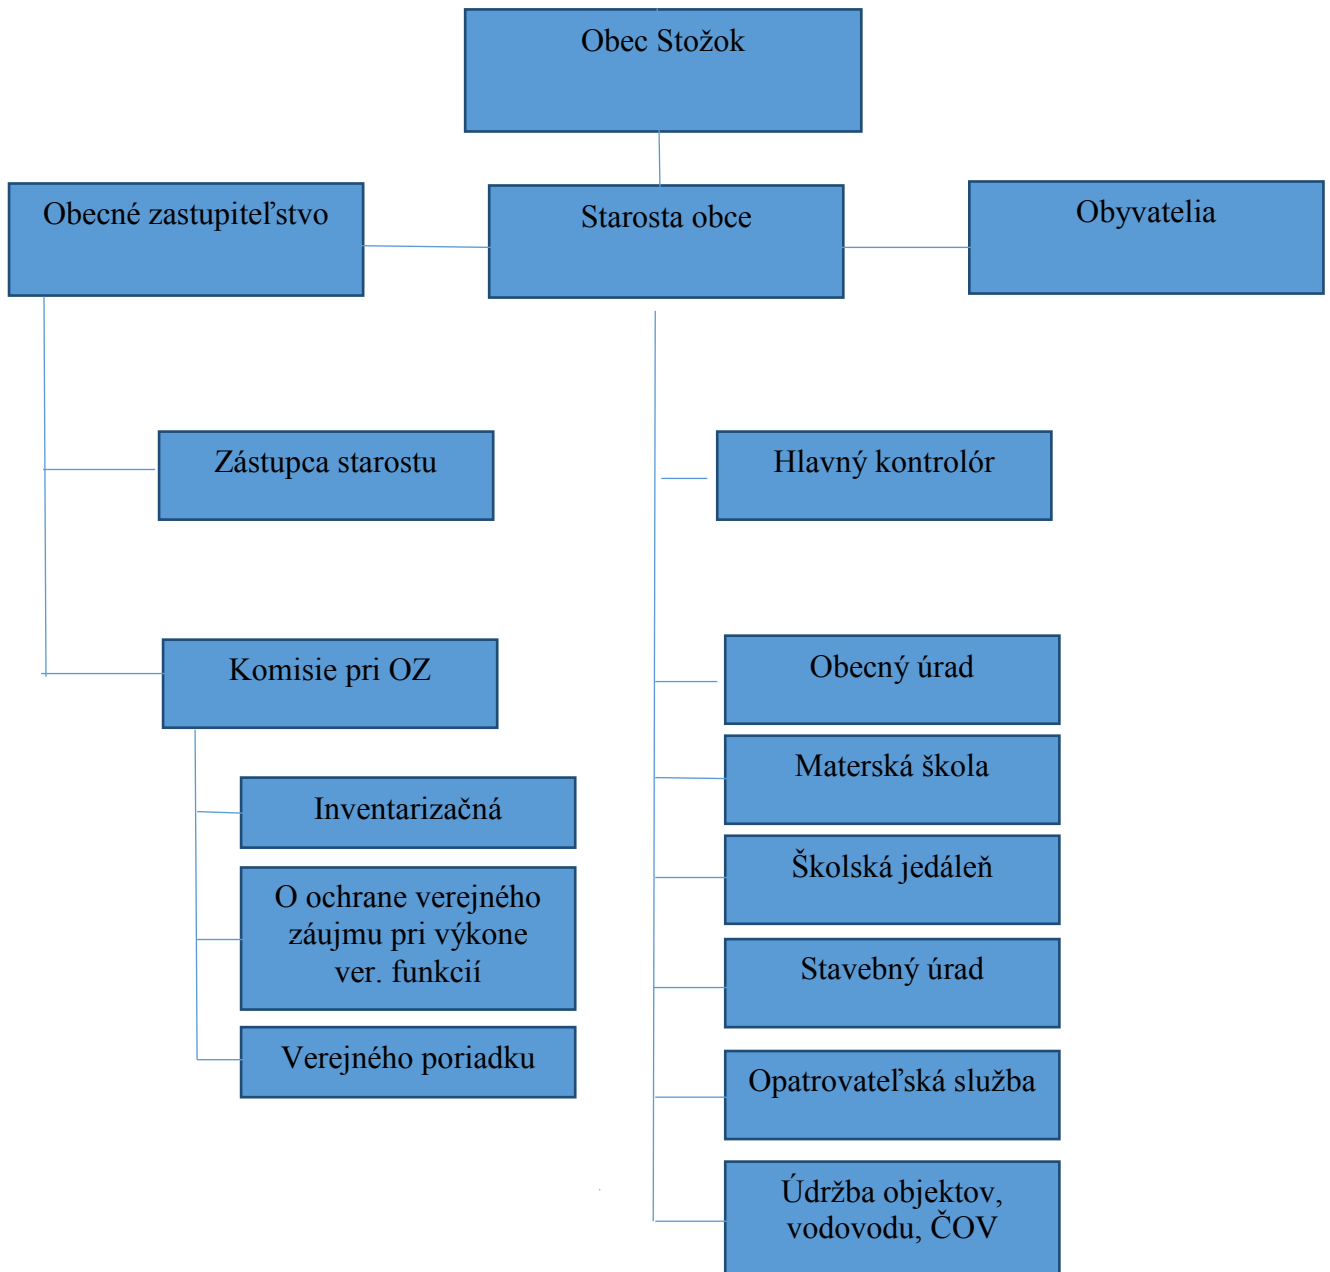 Obec Stožok
Obecné zastupiteľstvo
Starosta obce
Obyvatelia
Zástupca starostu
Hlavný kontrolór
Komisie pri OZ
Inventarizačná
O ochrane verejného
záujmu pri výkone
ver. funkcií
Verejného poriadku
Obecný úrad
Materská škola
Školská jedáleň
Stavebný úrad
Opatrovateľská služba
Údržba objektov,
vodovodu, ČOV